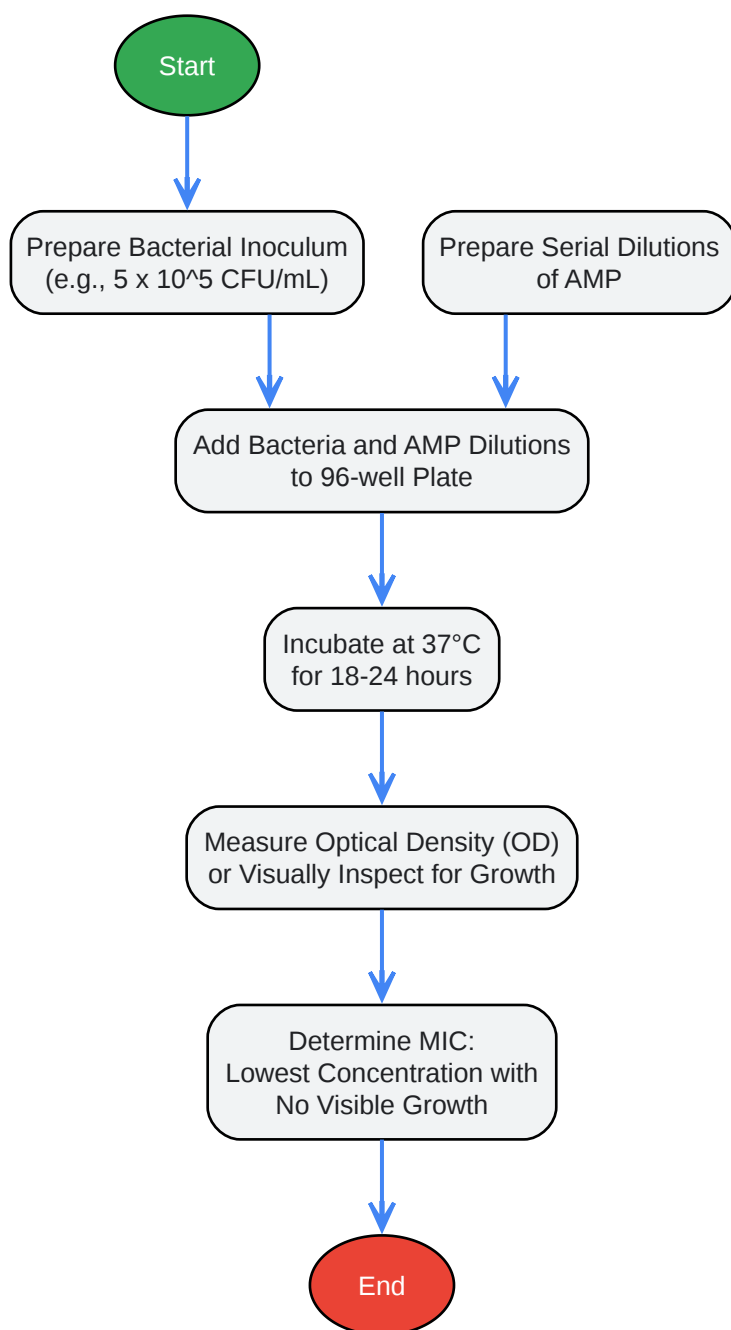 Start
Prepare Bacterial Inoculum
(e.g., 5 x 10^5 CFU/mL)
Prepare Serial Dilutions
of AMP
Add Bacteria and AMP Dilutions
to 96-well Plate
Incubate at 37°C
for 18-24 hours
Measure Optical Density (OD)
or Visually Inspect for Growth
Determine MIC:
Lowest Concentration with
No Visible Growth
End